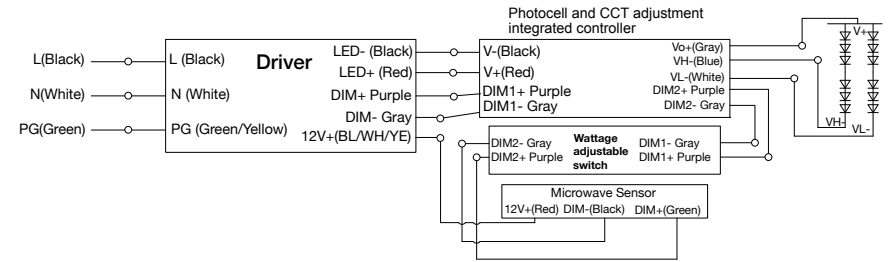 Photocell and CCT adjustment
integrated controller
L(Black)
N(White)
PG(Green)
L (Black)
N (White)
PG (Green/Yellow)
Driver
LED- (Black)
LED+ (Red)
DIM+ Purple
DIM- Gray
12V+(BL/WH/YE)
V-(Black)
V+(Red)
DIM1+ Purple
DIM1- Gray
Vo+(Gray)
VH-(Blue)
VL-(White)
DIM2+ Purple
DIM2- Gray
V+
VH-
VL-
DIM2- Gray
DIM2+ Purple
Wattage
adjustable
switch
DIM1- Gray
DIM1+ Purple
Microwave Sensor
12V+(Red) DIM-(Black) DIM+(Green)